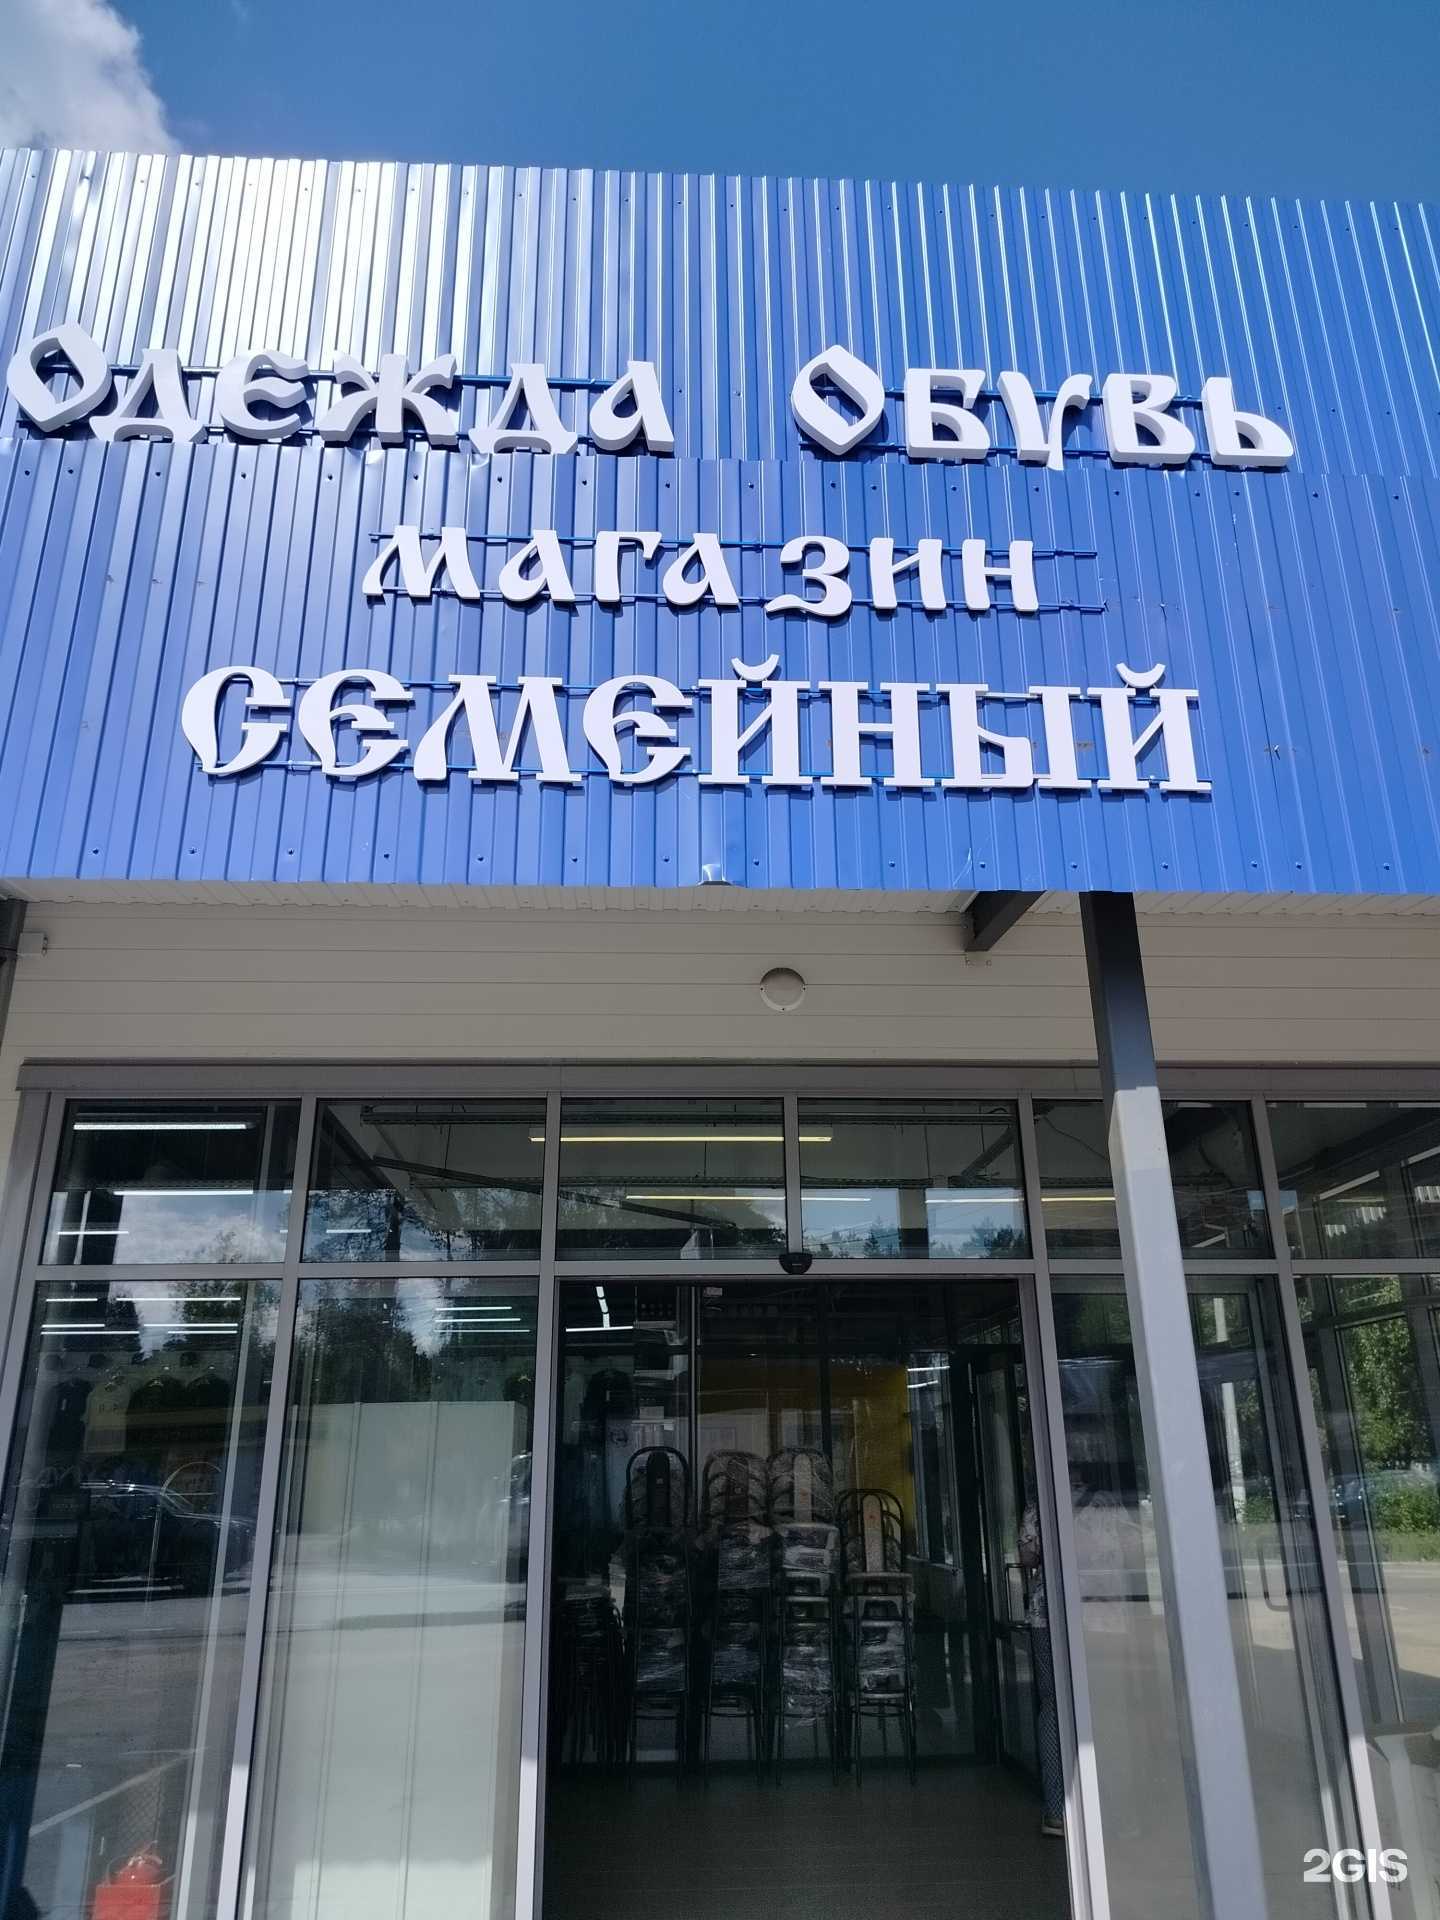 Одежда Обувь
магазин
семейный
2GIS